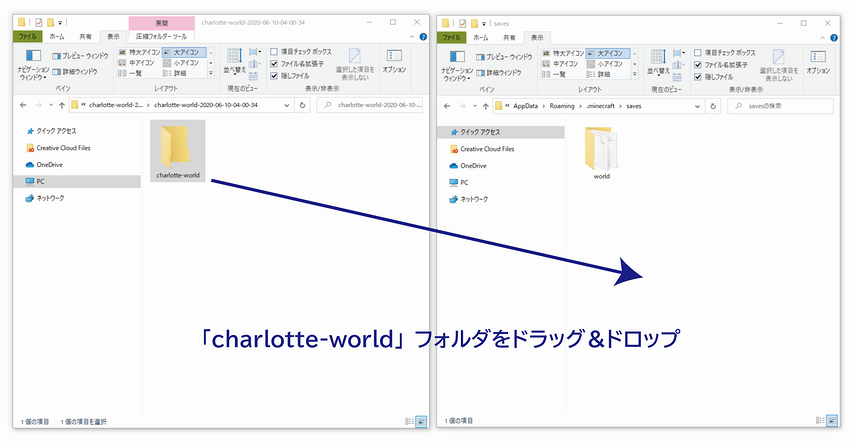 展開
charlotte-world-2020-06-10-04-00-34
ファイル ホーム 共有 表示 圧縮フォルダー ツール
ナビゲーション ウィンドウ
プレビュー ウィンドウ
詳細ウィンドウ
ペイン
特大アイコン 大アイコン
中アイコン 小アイコン
一覧 詳細
レイアウト
並べ替え
現在のビュー
項目チェック ボックス
ファイル名拡張子
隠しファイル
選択した項目を
表示しない
表示/非表示
オプション
« charlotte-world-2... › charlotte-world-2020-06-10-04-00-34
charlotte-world-2020-06-10-...
クイック アクセス
Creative Cloud Files
OneDrive
PC
ネットワーク
charlotte-world
1 個の項目 1 個の項目を選択
saves
ファイル ホーム 共有 表示
ナビゲーション ウィンドウ
プレビュー ウィンドウ
詳細ウィンドウ
ペイン
特大アイコン 大アイコン
中アイコン 小アイコン
一覧 詳細
レイアウト
並べ替え
現在のビュー
項目チェック ボックス
ファイル名拡張子
隠しファイル
選択した項目を
表示しない
表示/非表示
オプション
« AppData › Roaming › .minecraft › saves
savesの検索
クイック アクセス
Creative Cloud Files
OneDrive
PC
ネットワーク
world
1 個の項目
「charlotte-world」フォルダをドラッグ＆ドロップ